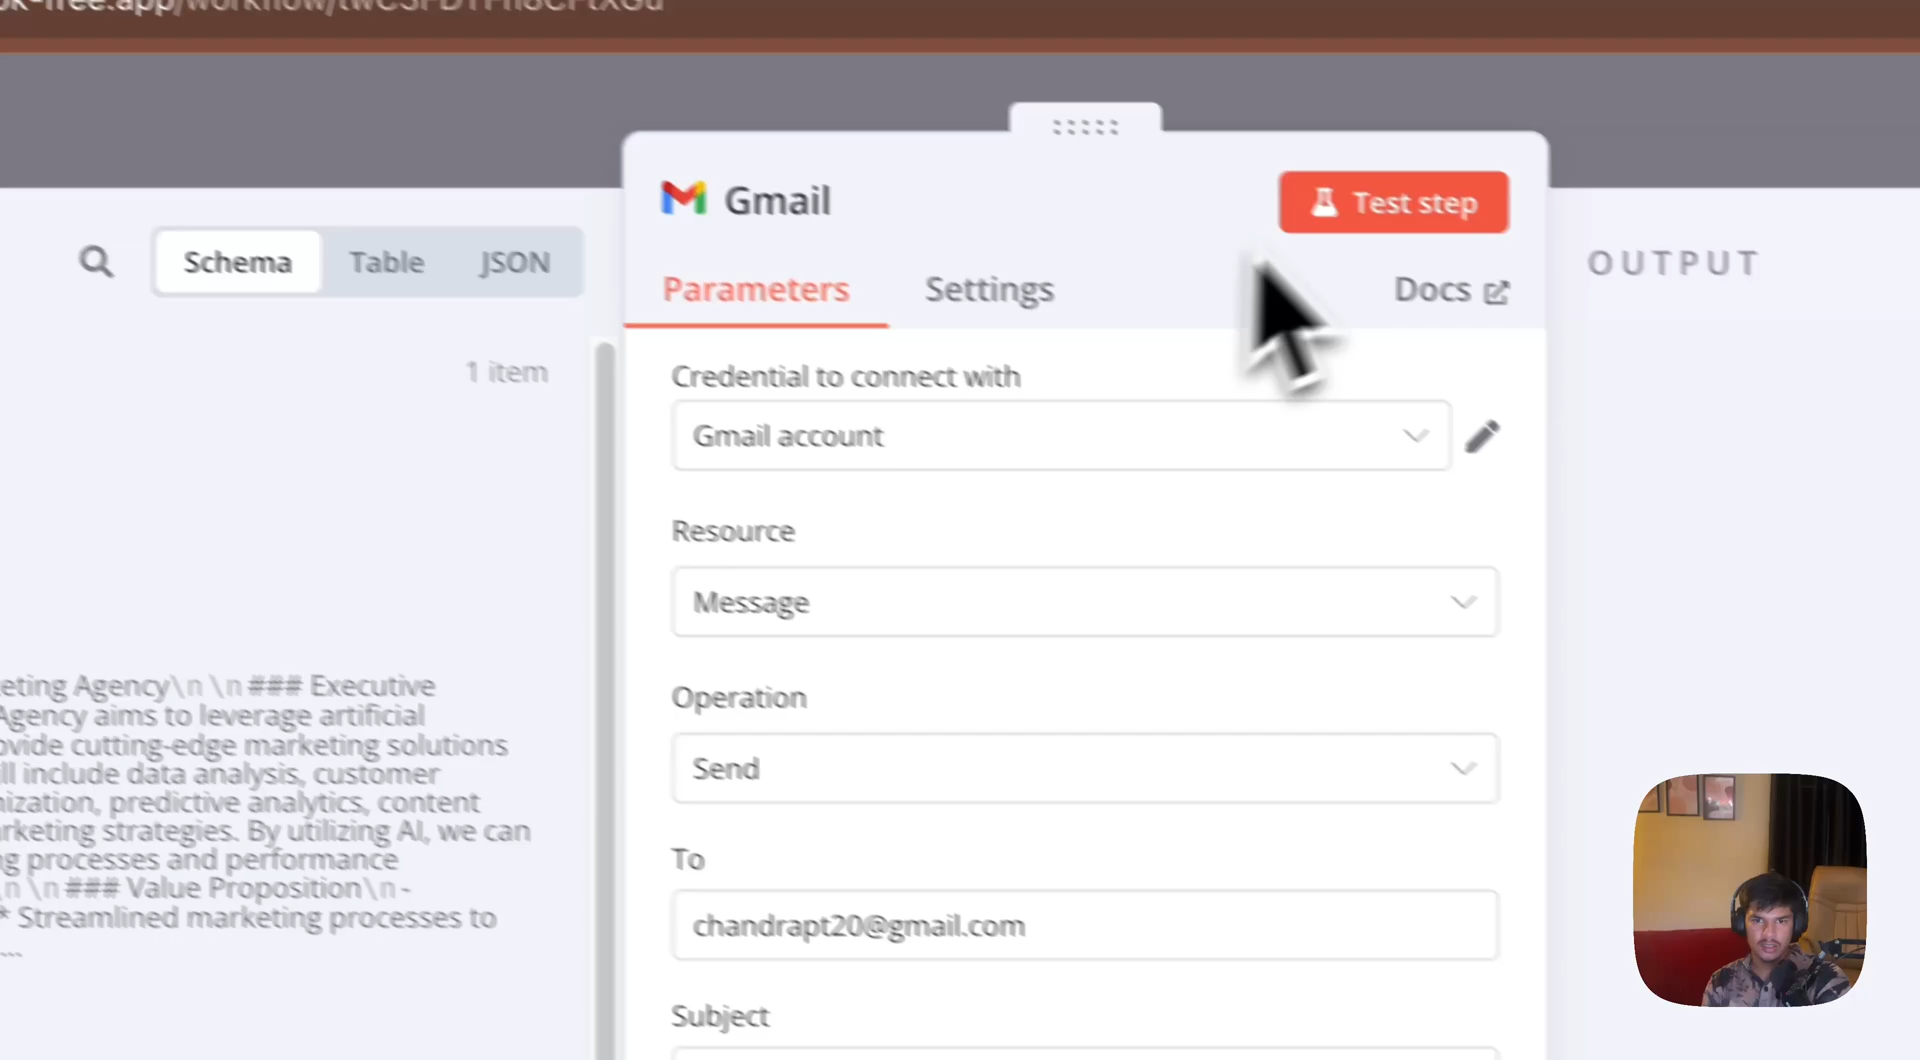 Schema
Table
JSON
1 item
eting Agency\n \n ### Executive
Agency aims to leverage artificial
ovide cutting-edge marketing solutions
ll include data analysis, customer
nization, predictive analytics, content
arketing strategies. By utilizing AI, we can
ng processes and performance
\n \n ### Value Proposition\n -
* Streamlined marketing processes to
...
Gmail
Test step
Parameters
Settings
Docs
Credential to connect with
Gmail account
Resource
Message
Operation
Send
To
chandrapt20@gmail.com
Subject
OUTPUT